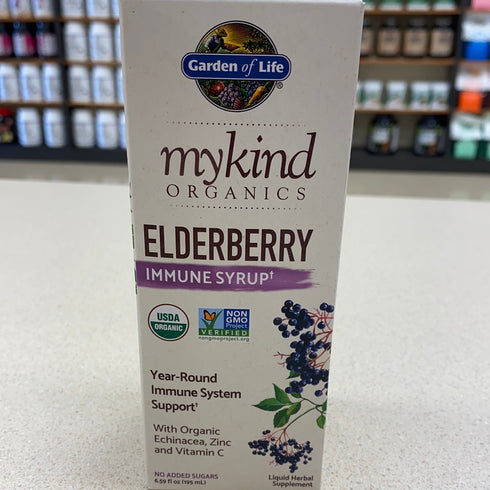 Garden of Life®
mykind
ORGANICS
ELDERBERRY
IMMUNE SYRUP†
USDA
ORGANIC
NON
GMO
Project
VERIFIED
nongmoproject.org
Year-Round
Immune System
Support†
With Organic
Echinacea, Zinc
and Vitamin C
NO ADDED SUGARS
6.59 fl oz (195 mL)
Liquid Herbal
Supplement